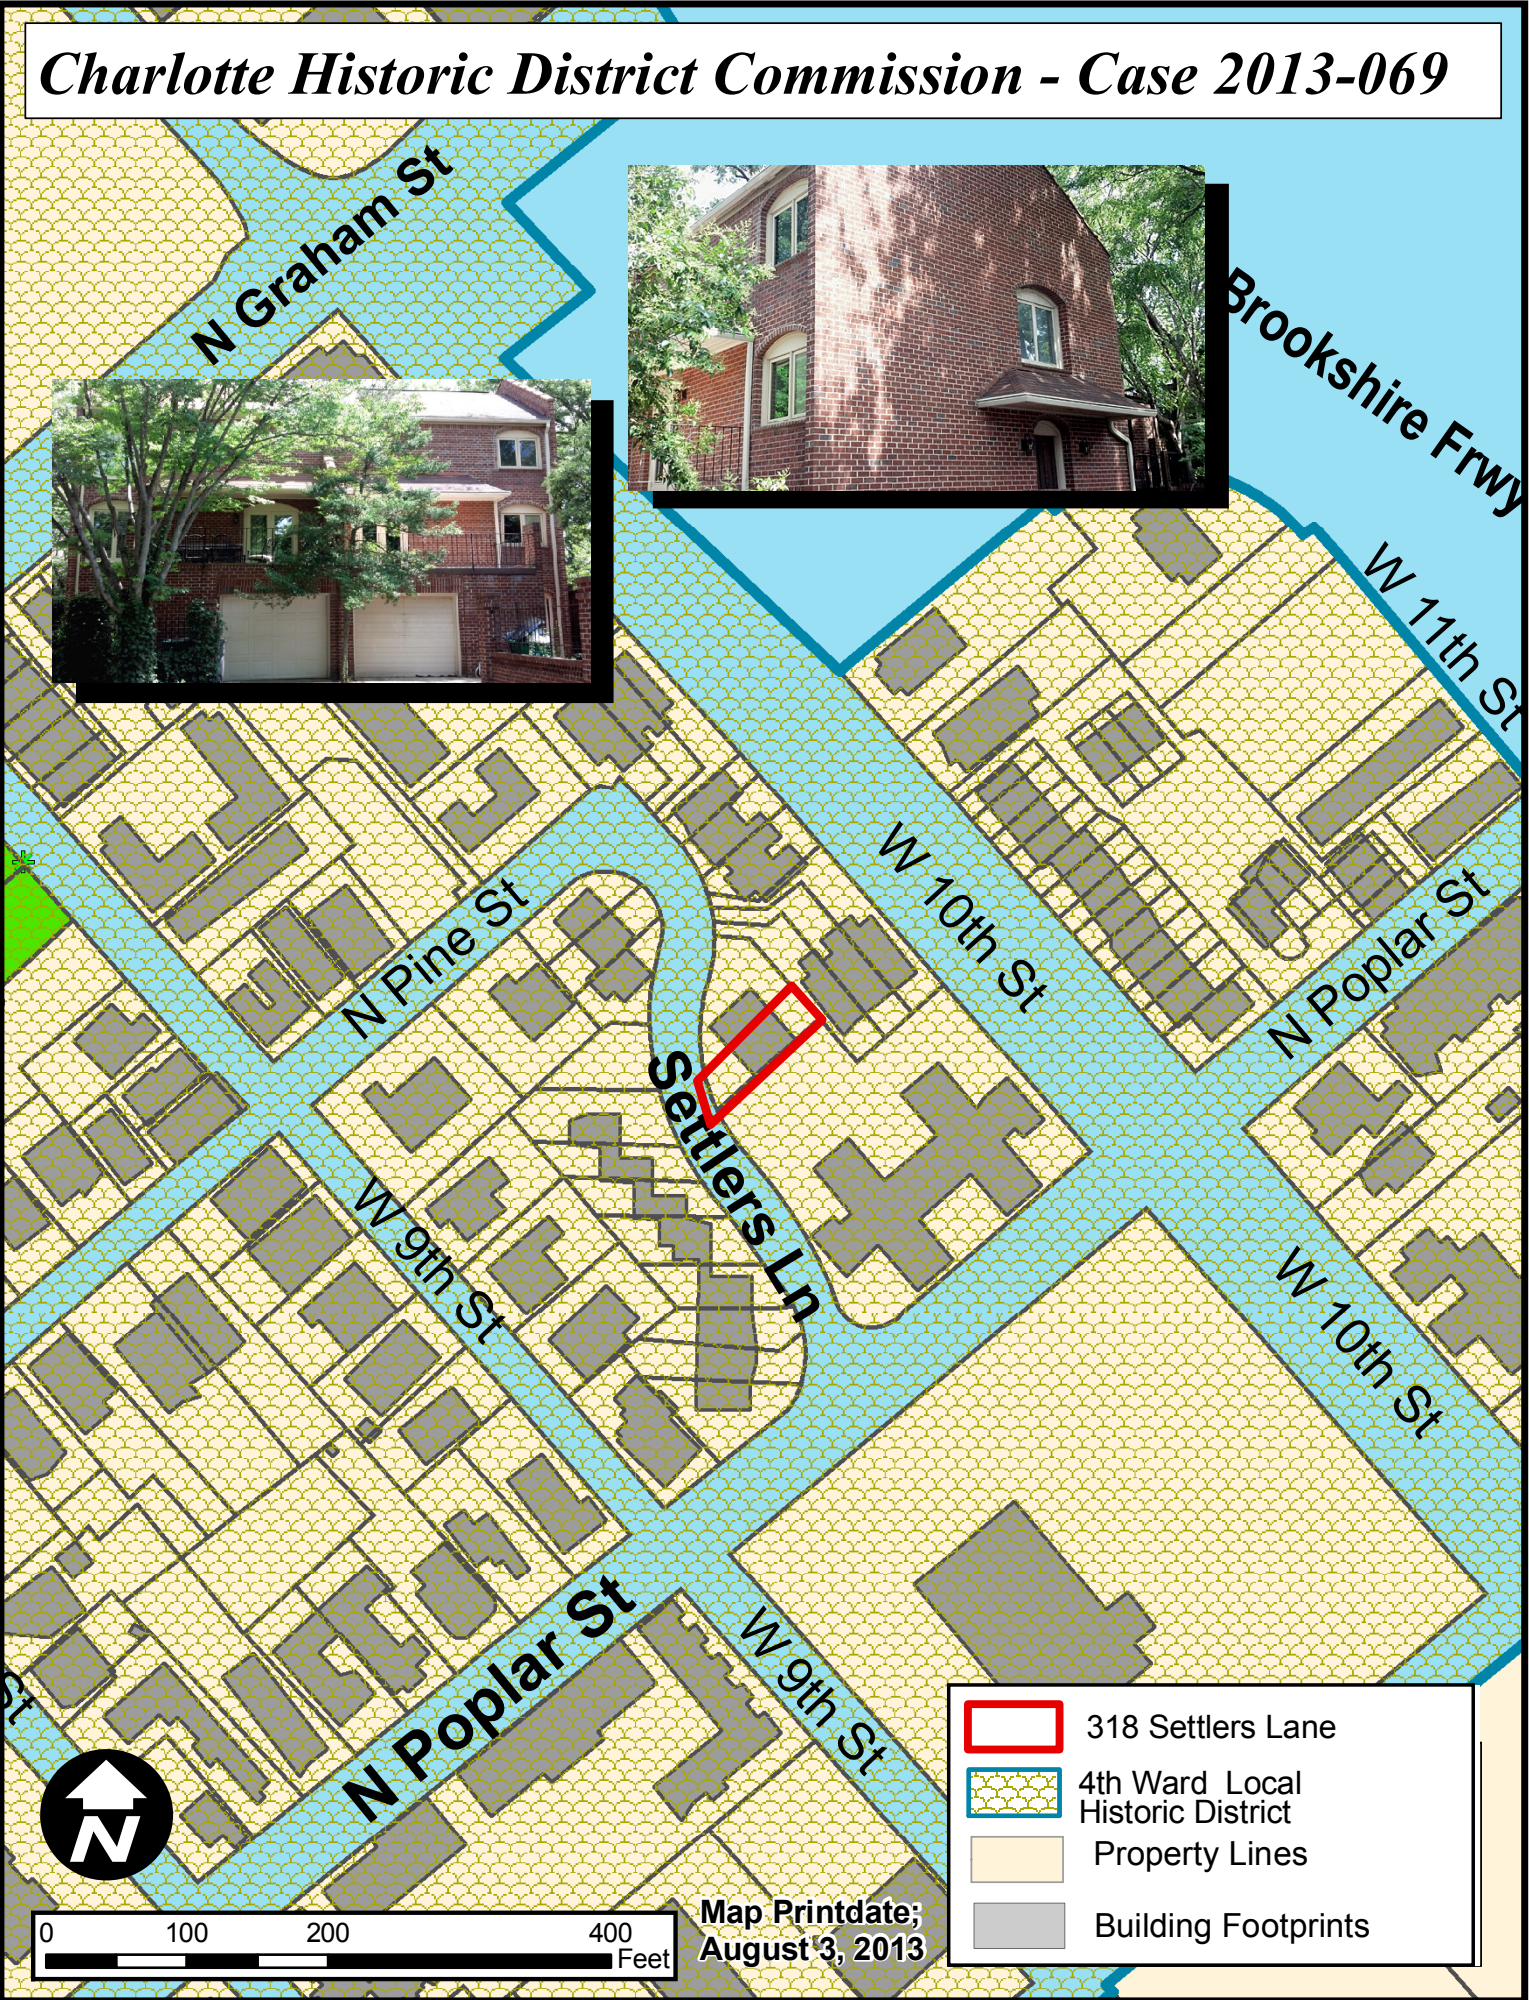 Charlotte Historic District Commission - Case 2013-069
N Graham St
Brookshire Frwy
W 11th St
W 10th St
N Poplar St
N Pine St
Settlers Ln
W 9th St
W 10th St
N Poplar St
W 9th St
St
318 Settlers Lane
4th Ward Local
Historic District
Property Lines
Building Footprints
N
0 100 200 400
Feet
Map Printdate;
August 3, 2013